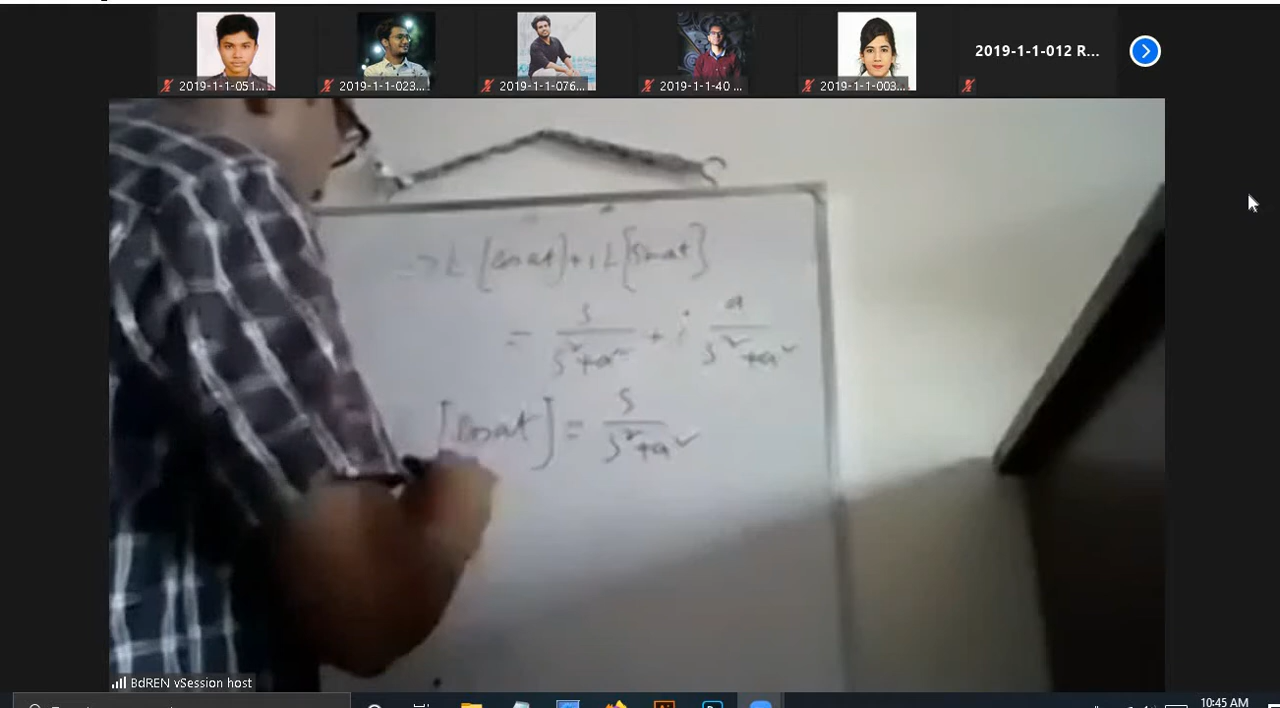 2019-1-1-051...
2019-1-1-023...
2019-1-1-076...
2019-1-1-40 ...
2019-1-1-003...
2019-1-1-012 R...
=> L {cos at} + i L {sin at}
= s/(s²+a²) + i a/(s²+a²)
[cos at] = s/(s²+a²)
BdREN vSession host
10:45 AM